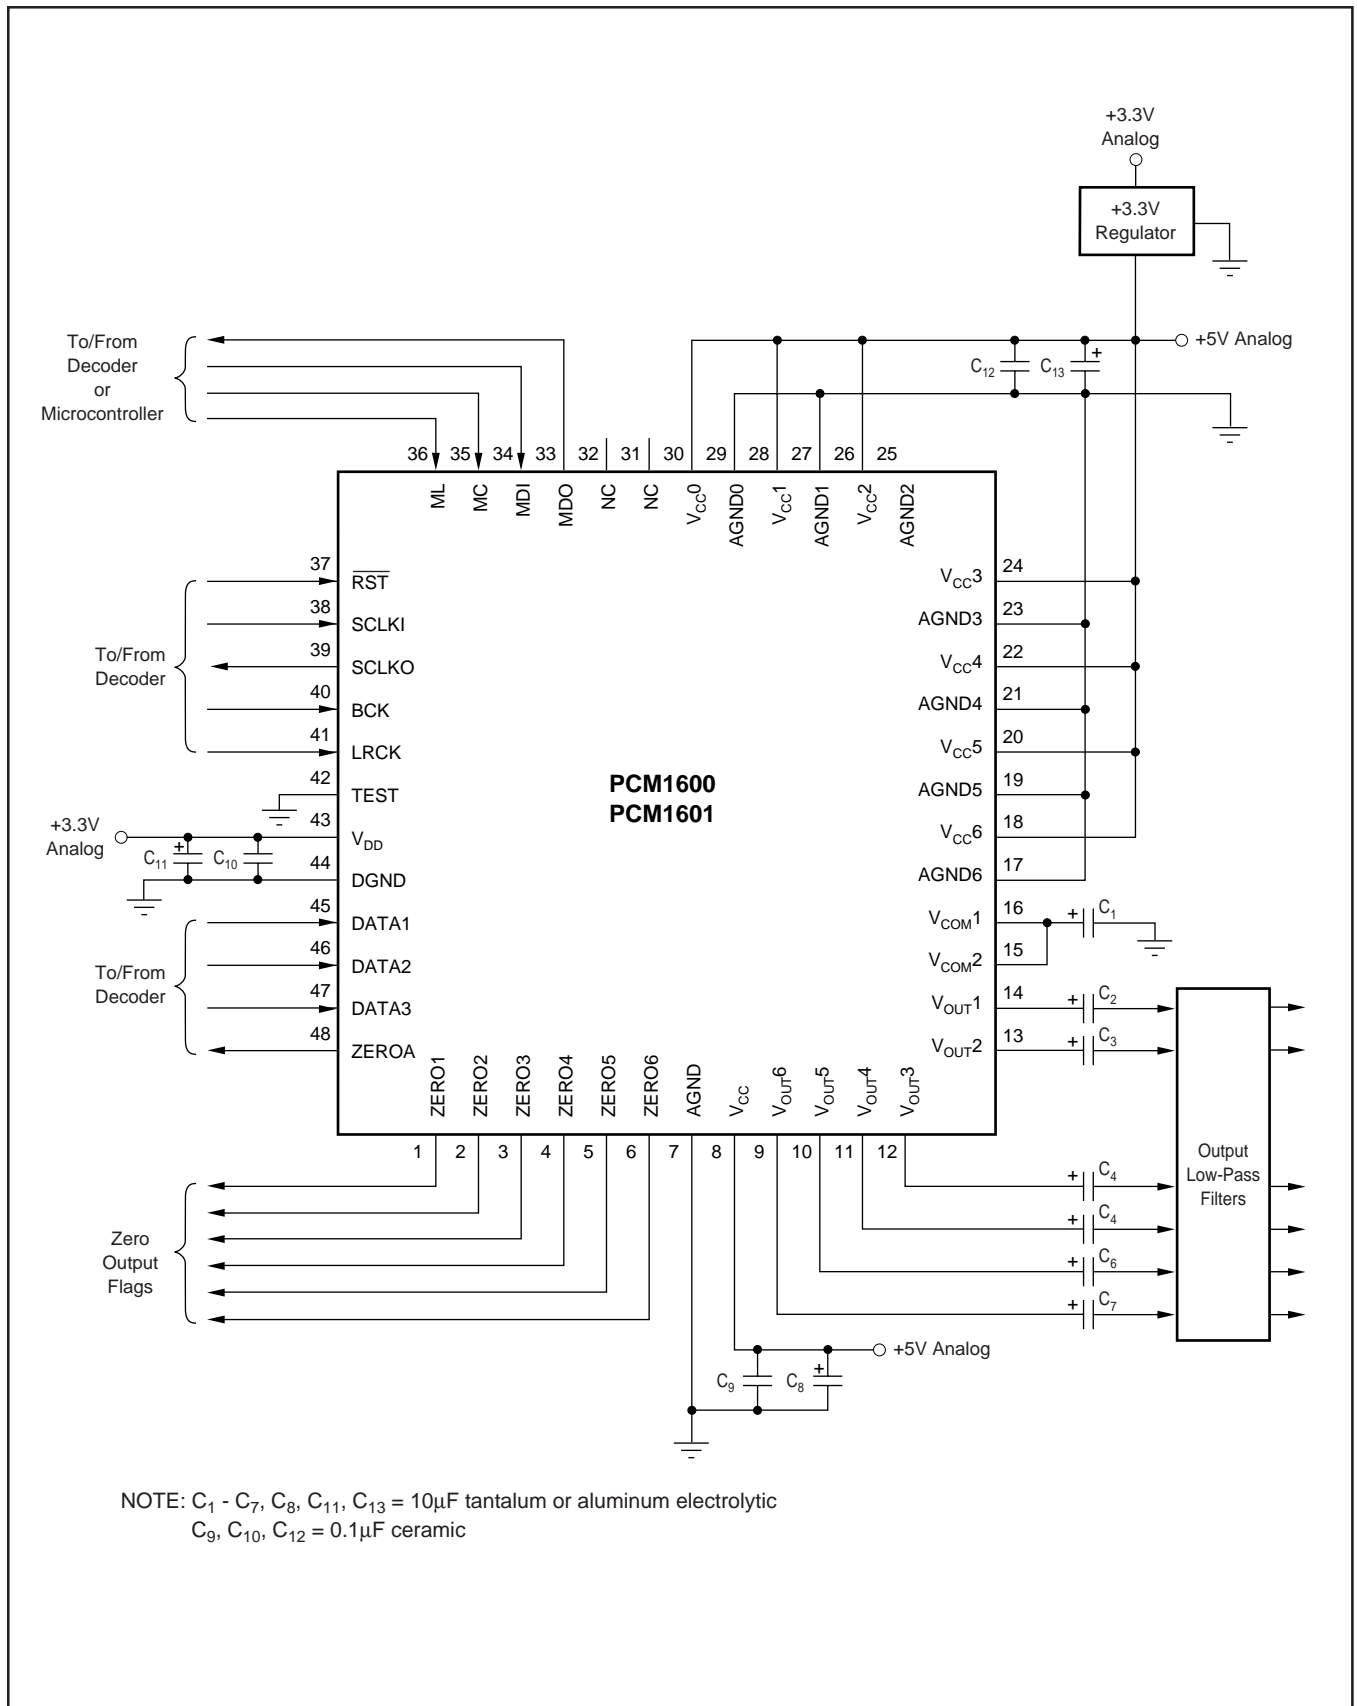 +3.3V
Analog
+3.3V
Regulator
To/From
Decoder
or
Microcontroller
+5V Analog
C12
C13
+
36 35 34 33 32 31 30 29 28 27 26 25
ML
MC
MDI
MDO
NC
NC
VCC0
AGND0
VCC1
AGND1
VCC2
AGND2
To/From
Decoder
37
RST
38
SCLKI
39
SCLKO
40
BCK
41
LRCK
42
TEST
+3.3V
Analog
43
VDD
C11
+
C10
44
DGND
To/From
Decoder
45
DATA1
46
DATA2
47
DATA3
48
ZEROA
PCM1600
PCM1601
VCC3
24
AGND3
23
VCC4
22
AGND4
21
VCC5
20
AGND5
19
VCC6
18
AGND6
17
VCOM1
16
+
C1
VCOM2
15
VOUT1
14
+
C2
VOUT2
13
+
C3
ZERO1
ZERO2
ZERO3
ZERO4
ZERO5
ZERO6
AGND
VCC
VOUT6
VOUT5
VOUT4
VOUT3
1 2 3 4 5 6 7 8 9 10 11 12
Zero
Output
Flags
+
C4
+
C4
+
C6
+
C7
Output
Low-Pass
Filters
+5V Analog
C9
C8
+
NOTE: C1 - C7, C8, C11, C13 = 10µF tantalum or aluminum electrolytic
C9, C10, C12 = 0.1µF ceramic